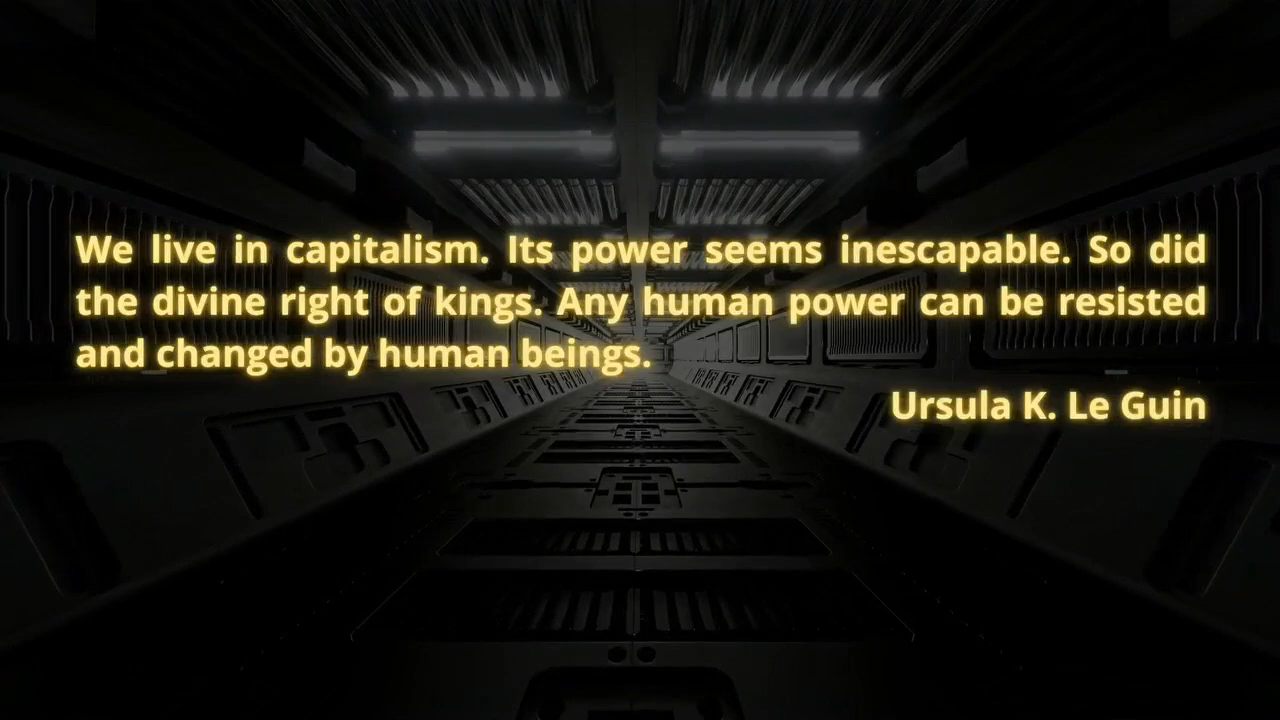 We live in capitalism. Its power seems inescapable. So did
the divine right of kings. Any human power can be resisted
and changed by human beings.
Ursula K. Le Guin